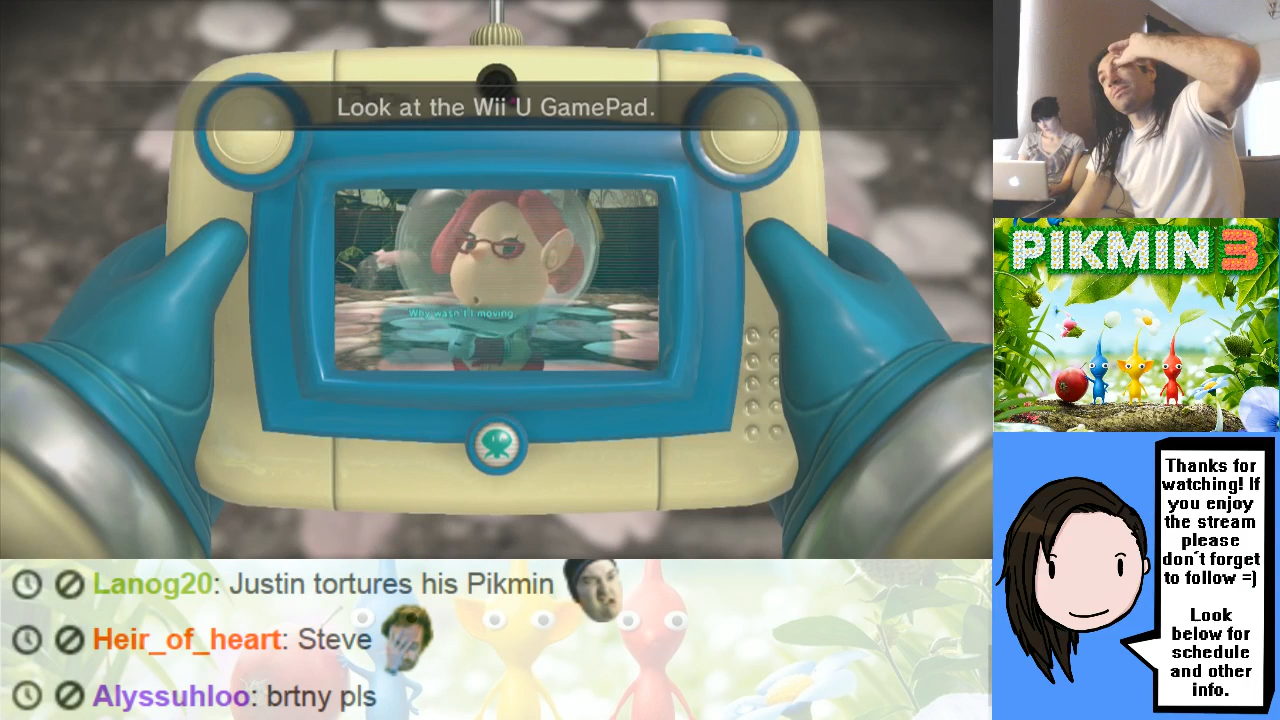 Look at the Wii U GamePad.
Why wasn't I moving.
PIKMIN 3
Thanks for
watching! If
you enjoy
the stream
please
don´t forget
to follow =)
Look
below for
schedule
and other
info.
Lanog20: Justin tortures his Pikmin
Heir_of_heart: Steve
Alyssuhloo: brtny pls